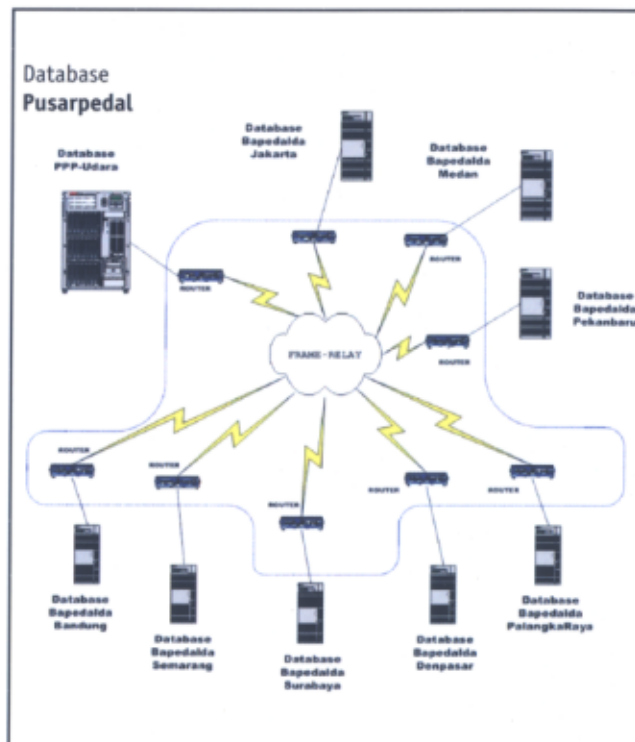 Database
Pusarpedal
Database
PPP-Udara
Database
Bapedalda
Jakarta
Database
Bapedalda
Medan
ROUTER
ROUTER
Database
Bapedalda
Pekanbaru
FRAME-RELAY
ROUTER
ROUTER
ROUTER
ROUTER
ROUTER
ROUTER
Database
Bapedalda
Bandung
Database
Bapedalda
Semarang
Database
Bapedalda
Surabaya
Database
Bapedalda
Denpasar
Database
Bapedalda
PalangkaRaya